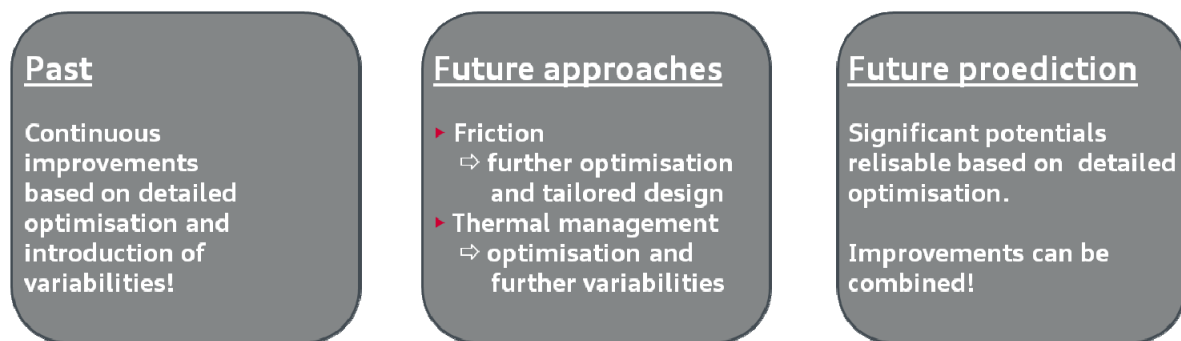 Past
Continuous
improvements
based on detailed
optimisation and
introduction of
variabilities!
Future approaches
▸ Friction
⇨ further optimisation
and tailored design
▸ Thermal management
⇨ optimisation and
further variabilities
Future proediction
Significant potentials
relisable based on detailed
optimisation.
Improvements can be
combined!